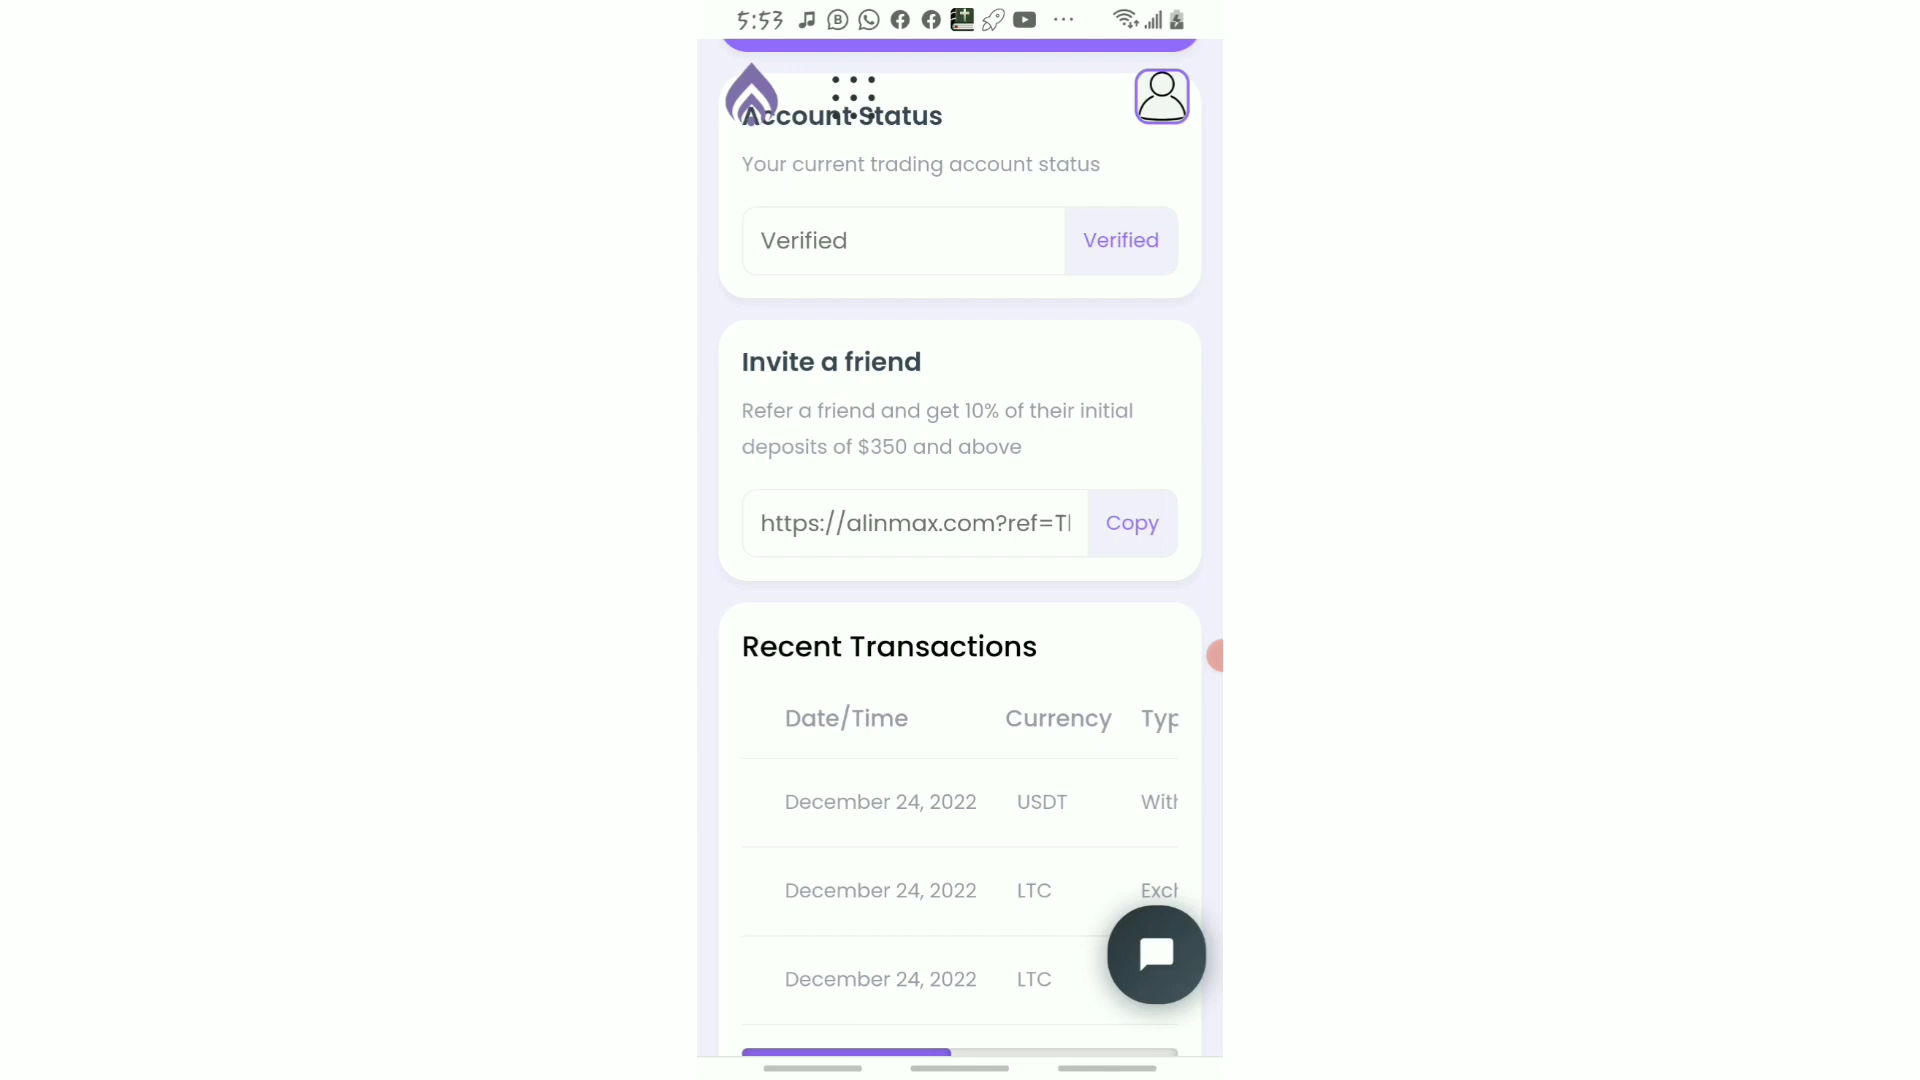 5:53
Account Status
Your current trading account status
Verified Verified
Invite a friend
Refer a friend and get 10% of their initial
deposits of $350 and above
https://alinmax.com?ref= Copy
Recent Transactions
Date/Time Currency Typ
December 24, 2022 USDT With
December 24, 2022 LTC Exch
December 24, 2022 LTC